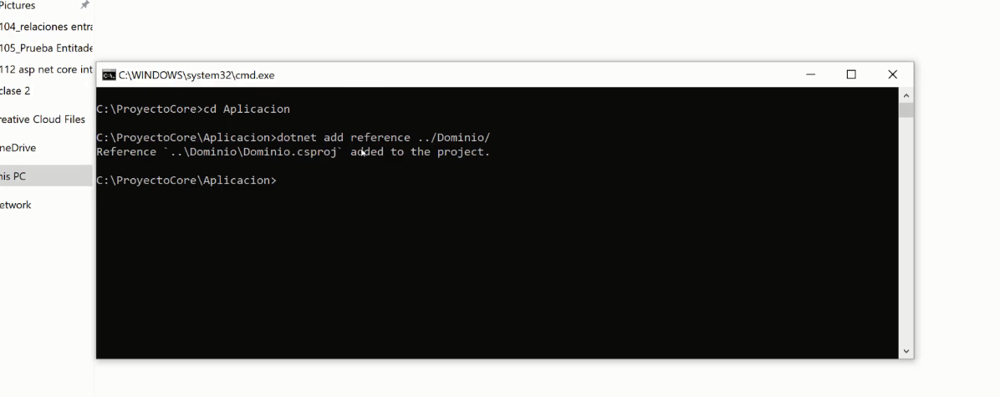 Pictures
104_relaciones entra
105_Prueba Entitade
112 asp net core int
clase 2
reative Cloud Files
neDrive
his PC
etwork
C:\WINDOWS\system32\cmd.exe
C:\ProyectoCore>cd Aplicacion
C:\ProyectoCore\Aplicacion>dotnet add reference ../Dominio/
Reference `..\Dominio\Dominio.csproj` added to the project.
C:\ProyectoCore\Aplicacion>